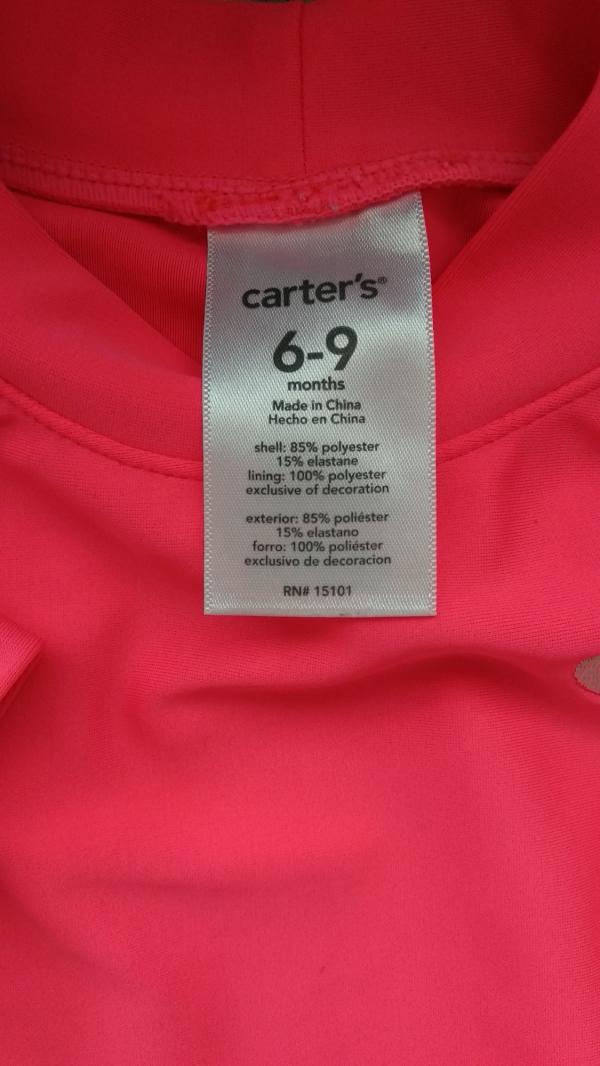 carter's®
6-9
months
Made in China
Hecho en China
shell: 85% polyester
15% elastane
lining: 100% polyester
exclusive of decoration
exterior: 85% poliéster
15% elastano
forro: 100% poliéster
exclusivo de decoracion
RN# 15101